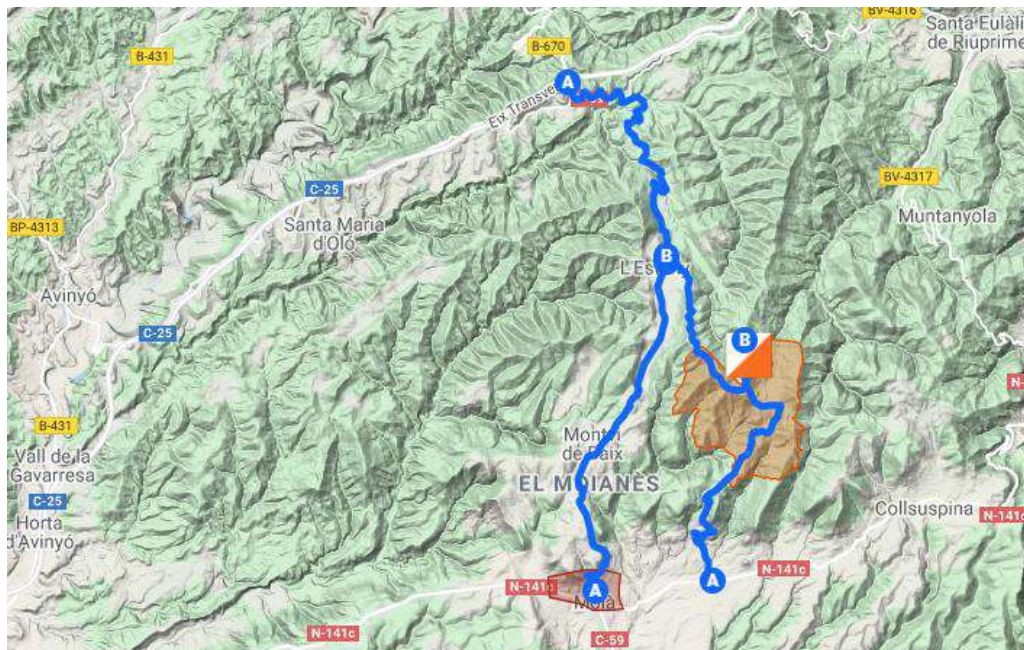 BV-4316
Santa Eulàli
de Riuprime
B-670
B-431
A
Eix Transve
C-25
BV-4317
BP-4313
Santa Maria
d'Oló
Muntanyola
B
L'Es
Avinyó
C-25
B
N-
B-431
Vall de la
Gavarresa
de Baix
EL MOIANÈS
C-25
Collsuspina
Horta
d'Avinyó
N-141c
N-141c
N-141c
A
A
Moià
N-141c
C-59